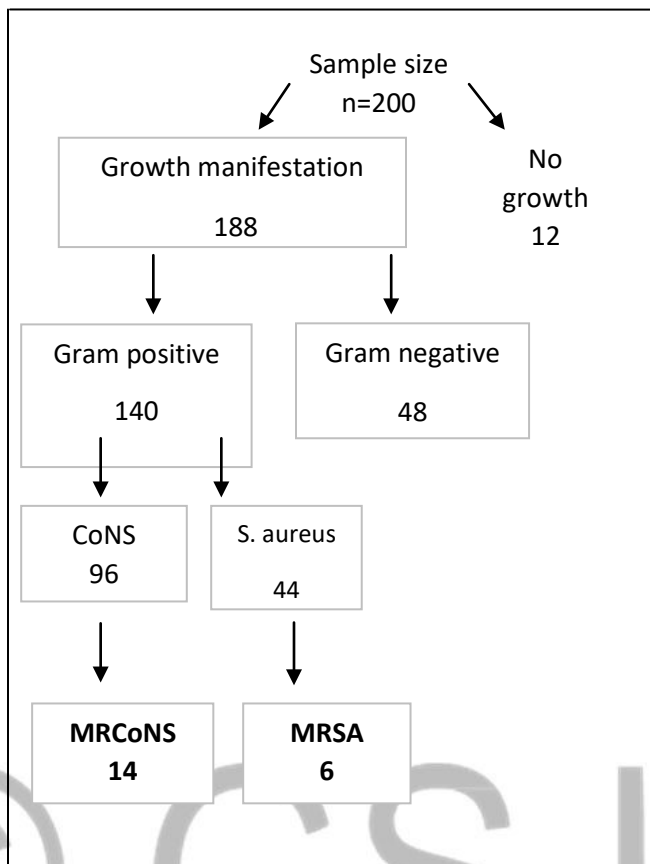 Sample size
n=200
Growth manifestation
188
No
growth
12
Gram positive
140
Gram negative
48
CoNS
96
S. aureus
44
MRCoNS
14
MRSA
6